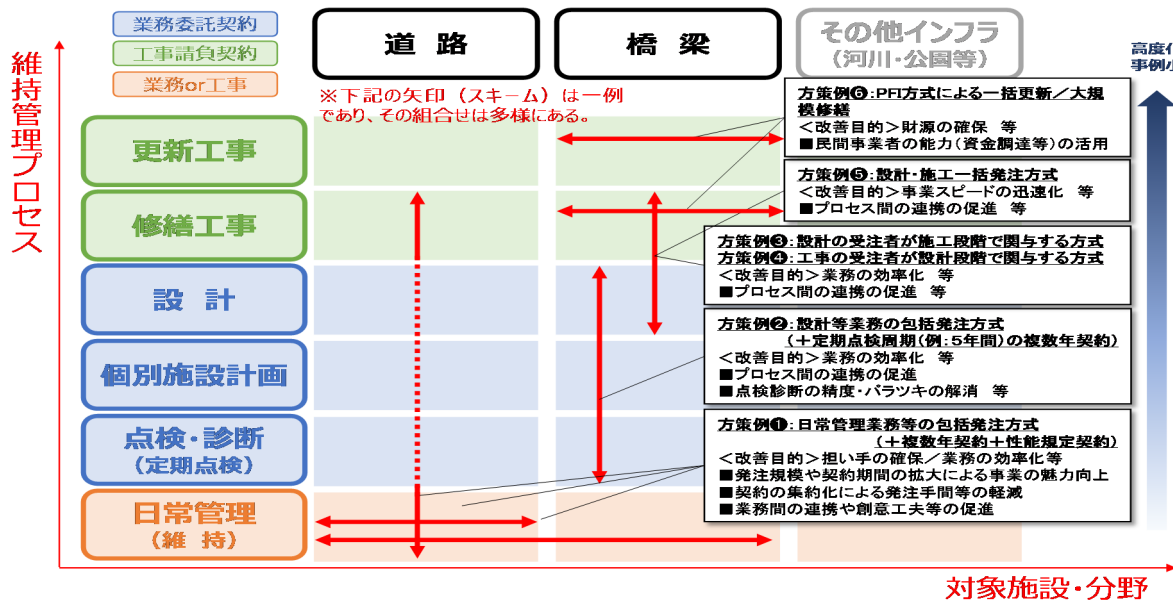 業務委託契約
工事請負契約
業務or工事
道 路
橋 梁
その他インフラ
(河川・公園等)
維持管理プロセス
※下記の矢印（スキーム）は一例
であり、その組合せは多様にある。
更新工事
修繕工事
設 計
個別施設計画
点検・診断
(定期点検)
日常管理
(維 持)
方策例❻:PFI方式による一括更新／大規
模修繕
＜改善目的＞財源の確保 等
■民間事業者の能力(資金調達等)の活用
方策例❺:設計・施工一括発注方式
＜改善目的＞事業スピードの迅速化 等
■プロセス間の連携の促進 等
方策例❸:設計の受注者が施工段階で関与する方式
方策例❹:工事の受注者が設計段階で関与する方式
＜改善目的＞業務の効率化 等
■プロセス間の連携の促進 等
方策例❷:設計等業務の包括発注方式
(＋定期点検周期(例:5年間)の複数年契約)
＜改善目的＞業務の効率化 等
■プロセス間の連携の促進
■点検診断の精度・バラツキの解消 等
方策例❶:日常管理業務等の包括発注方式
(＋複数年契約＋性能規定契約)
＜改善目的＞担い手の確保／業務の効率化等
■発注規模や契約期間の拡大による事業の魅力向上
■契約の集約化による発注手間等の軽減
■業務間の連携や創意工夫等の促進
対象施設・分野
高度
事例